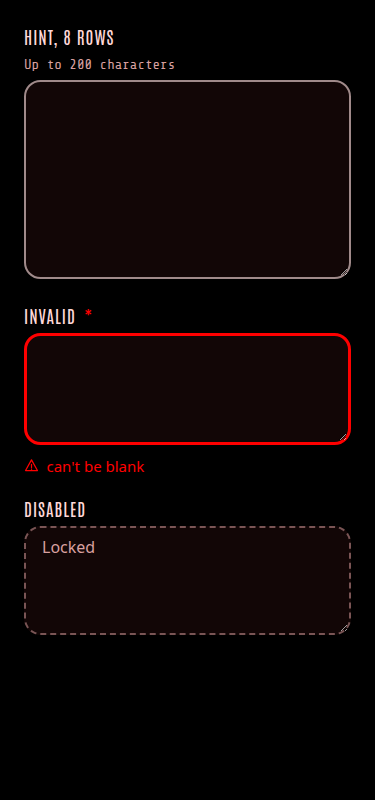 HINT, 8 ROWS
Up to 200 characters
INVALID *
can't be blank
DISABLED
Locked